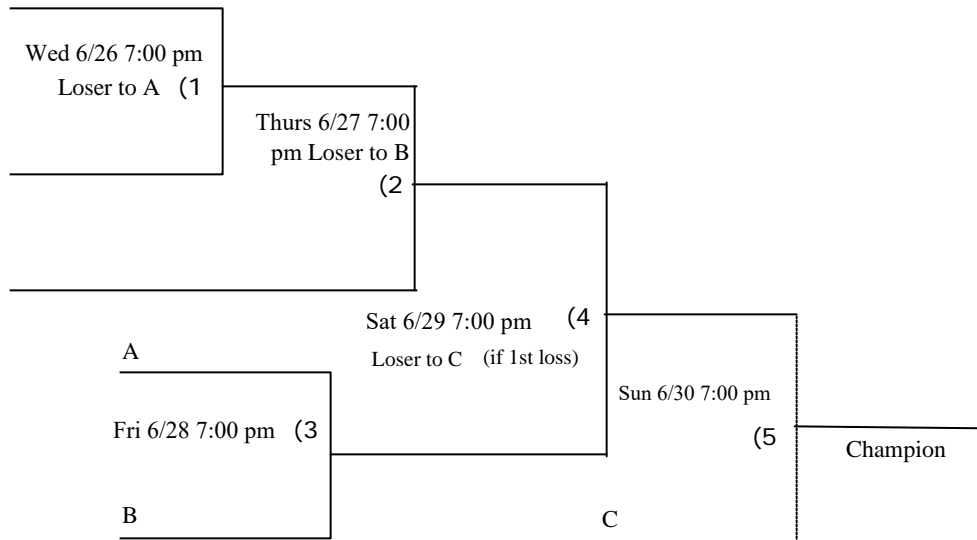 Wed 6/26 7:00 pm
Loser to A (1
Thurs 6/27 7:00
pm Loser to B
(2
Sat 6/29 7:00 pm (4
Loser to C (if 1st loss)
A
Sun 6/30 7:00 pm
Fri 6/28 7:00 pm (3
(5
Champion
B
C